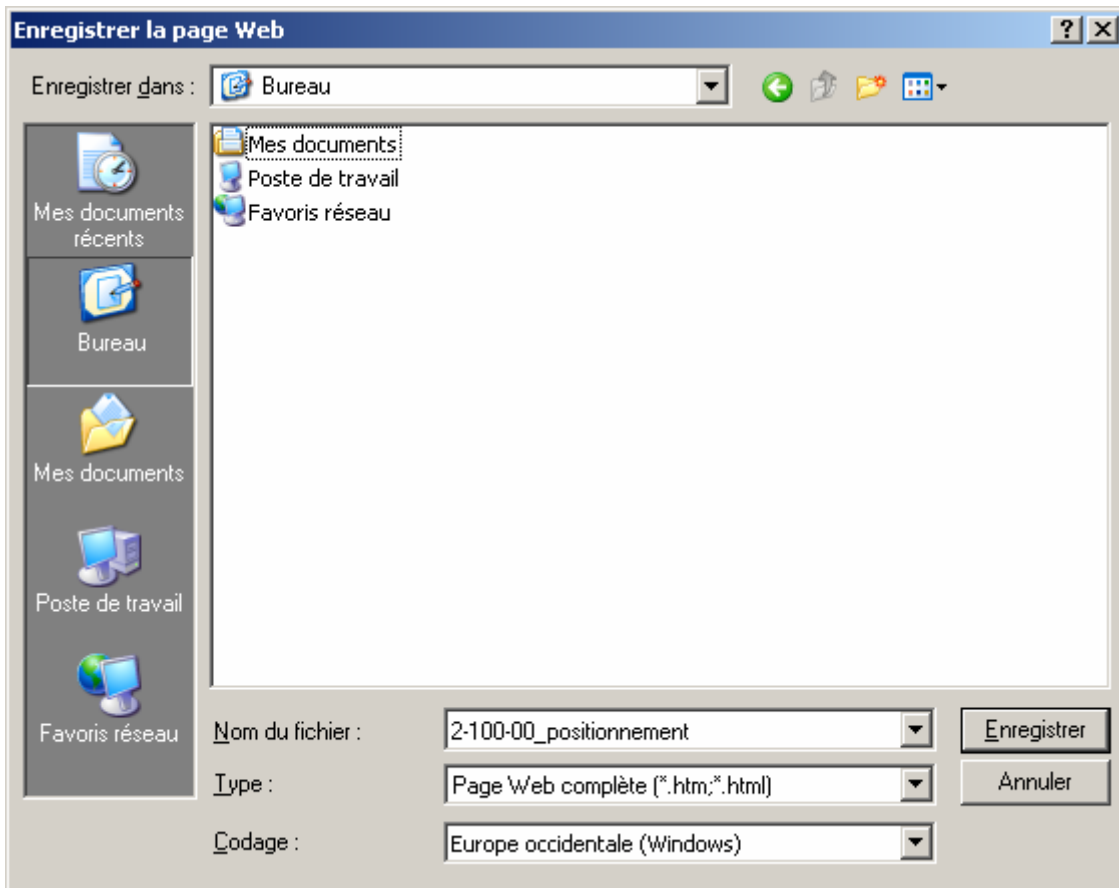 Enregistrer la page Web
Enregistrer dans :
Bureau
Mes documents
récents
Bureau
Mes documents
Poste de travail
Favoris réseau
Mes documents
Poste de travail
Favoris réseau
Nom du fichier :
2-100-00_positionnement
Enregistrer
Type :
Page Web complète (*.htm;*.html)
Annuler
Codage :
Europe occidentale (Windows)